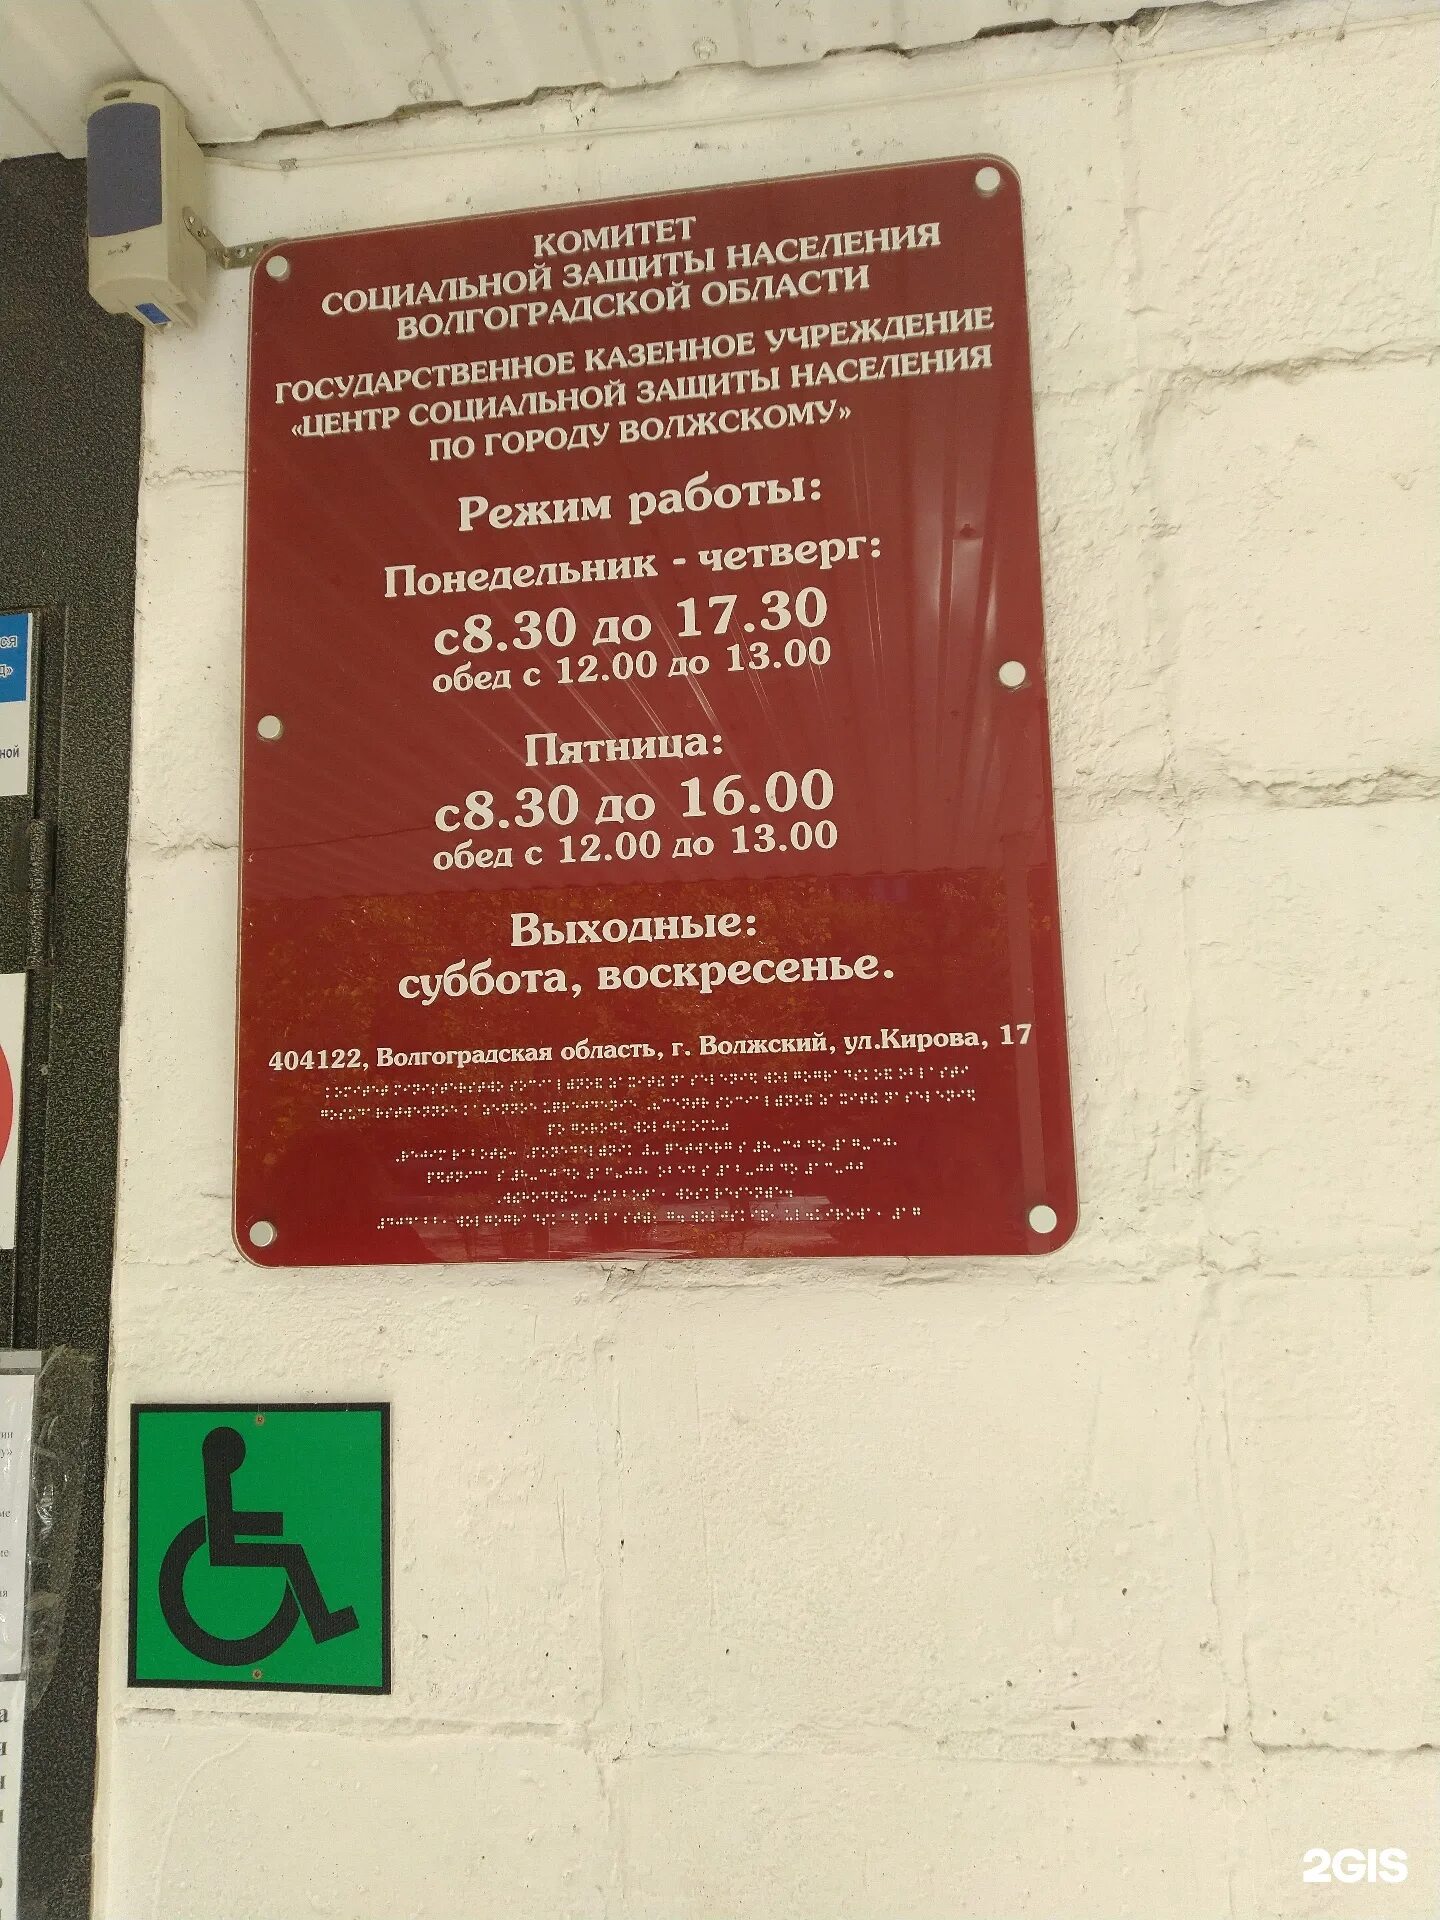 КОМИТЕТ
СОЦИАЛЬНОЙ ЗАЩИТЫ НАСЕЛЕНИЯ
ВОЛГОГРАДСКОЙ ОБЛАСТИ
ГОСУДАРСТВЕННОЕ КАЗЕННОЕ УЧРЕЖДЕНИЕ
«ЦЕНТР СОЦИАЛЬНОЙ ЗАЩИТЫ НАСЕЛЕНИЯ
ПО ГОРОДУ ВОЛЖСКОМУ»
Режим работы:
Понедельник - четверг:
с8.30 до 17.30
обед с 12.00 до 13.00
Пятница:
с8.30 до 16.00
обед с 12.00 до 13.00
Выходные:
суббота, воскресенье.
404122, Волгоградская область, г. Волжский, ул.Кирова, 17
2GIS